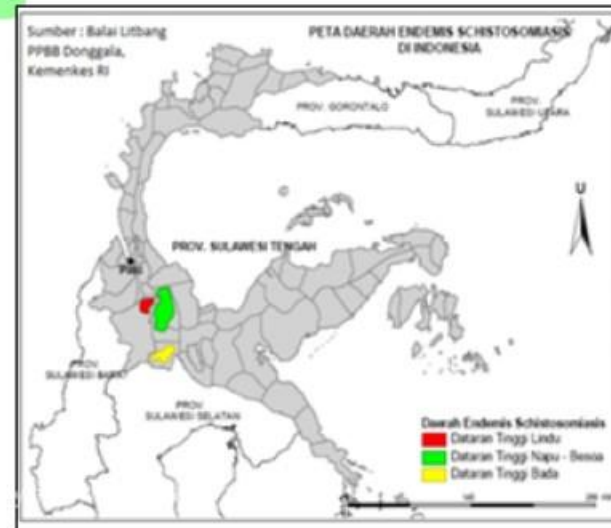 Sumber : Balai Litbang
PPBB Donggala,
Kemenkes RI
PETA DAERAH ENDEMIS SCHISTOSOMIASIS
DI INDONESIA
PROV. GORONTALO
PROV.
SULAWESI UTARA
U
PROV. SULAWESI TENGAH
Palu
PROV.
SULAWESI BARAT
PROV.
SULAWESI SELATAN
Daerah Endemis Schistosomiasis
Dataran Tinggi Lindu
Dataran Tinggi Napu - Besoa
Dataran Tinggi Bada